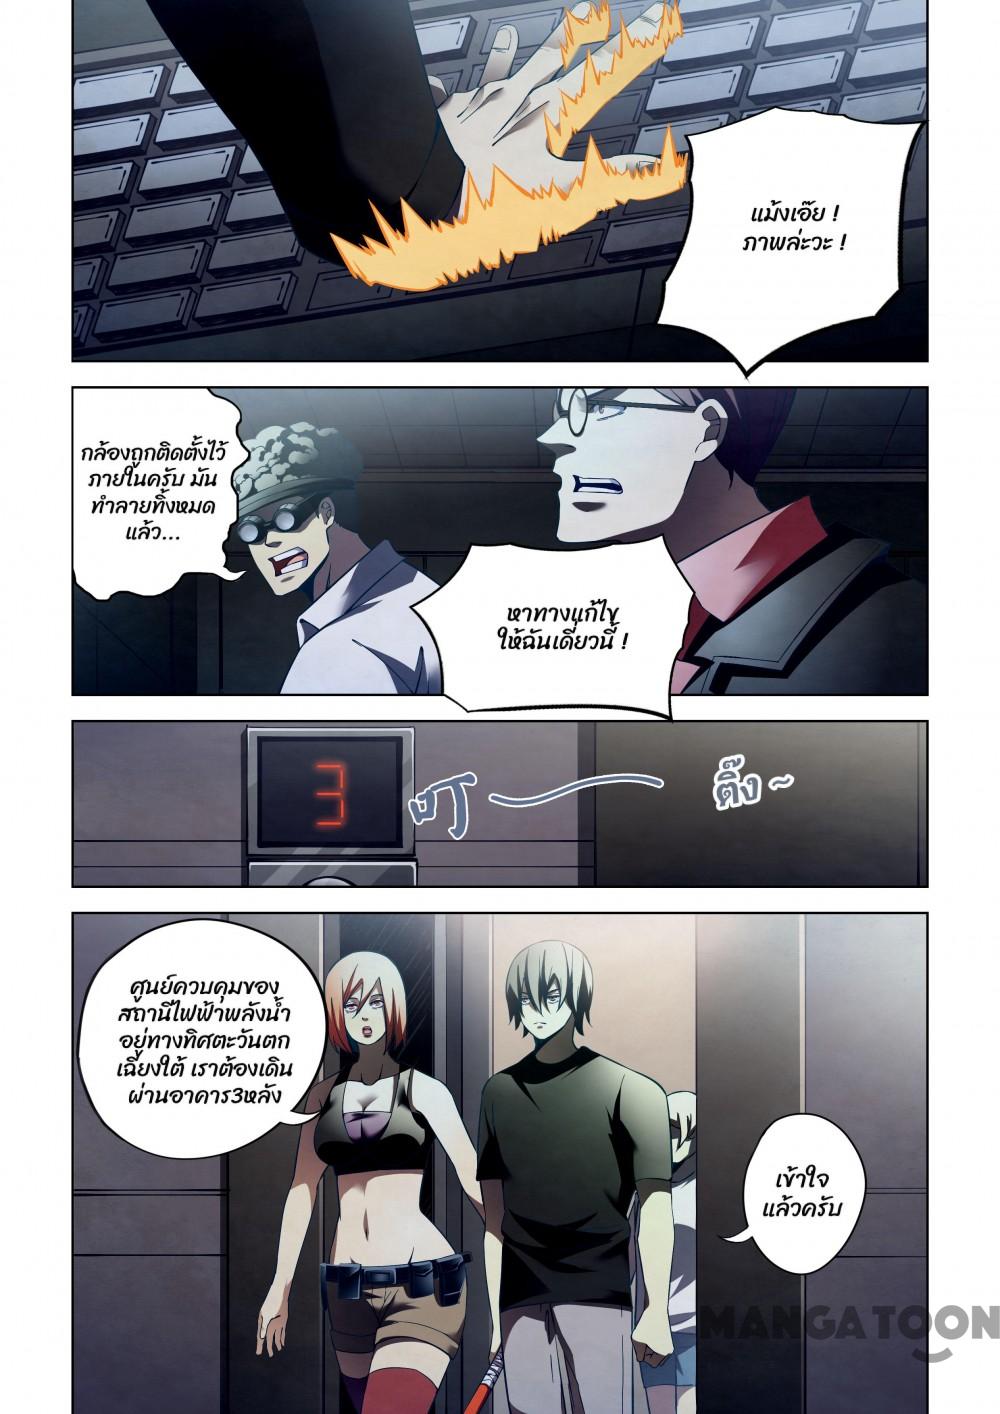 แม้งเอ๊ย !
ภาพล่ะวะ !
กล้องถูกติดตั้งไว้
ภายในครับ มัน
ทำลายทิ้งหมด
แล้ว...
หาทางแก้ไข
ให้ฉันเดี๋ยวนี้ !
3
叮
ติ๊ง ~
ศูนย์ควบคุมของ
สถานีไฟฟ้าพลังน้ำ
อยู่ทางทิศตะวันตก
เฉียงใต้ เราต้องเดิน
ผ่านอาคาร3หลัง
เข้าใจ
แล้วครับ
MANGATOON